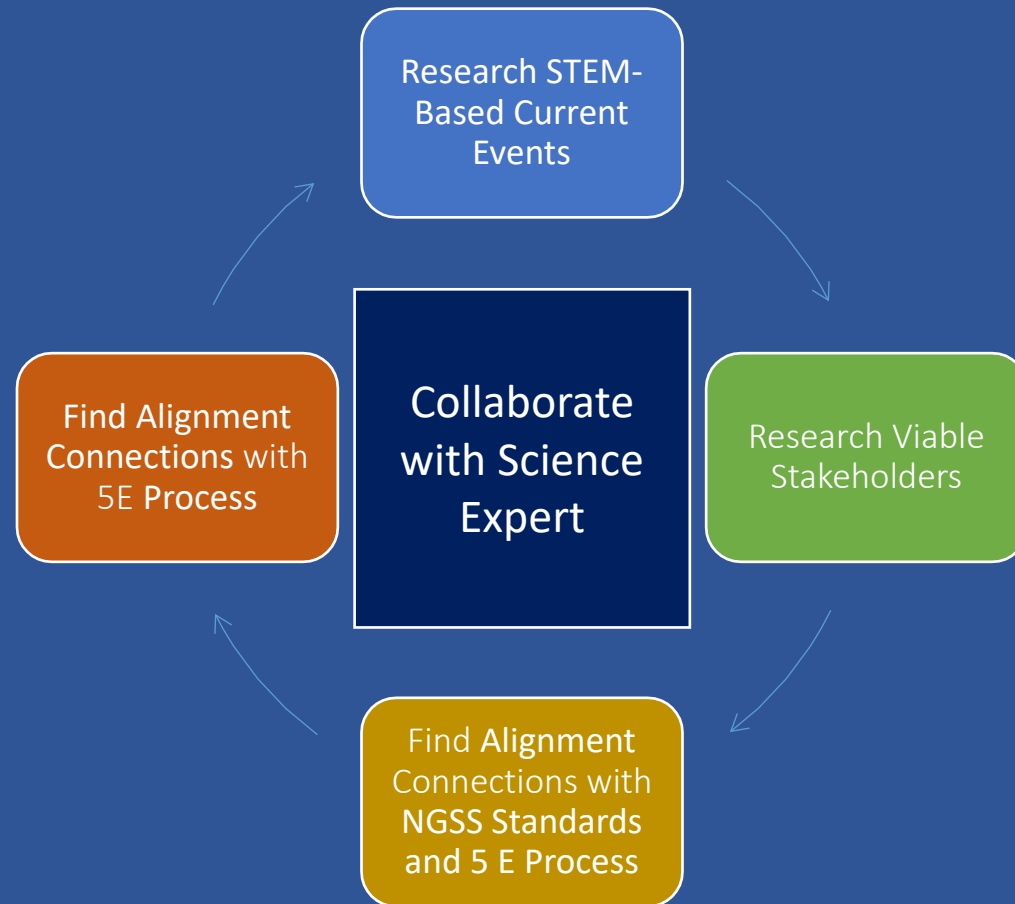 Research STEM-
Based Current
Events
Research Viable
Stakeholders
Find Alignment
Connections with
NGSS Standards
and 5 E Process
Find Alignment
Connections with
5E Process
Collaborate
with Science
Expert